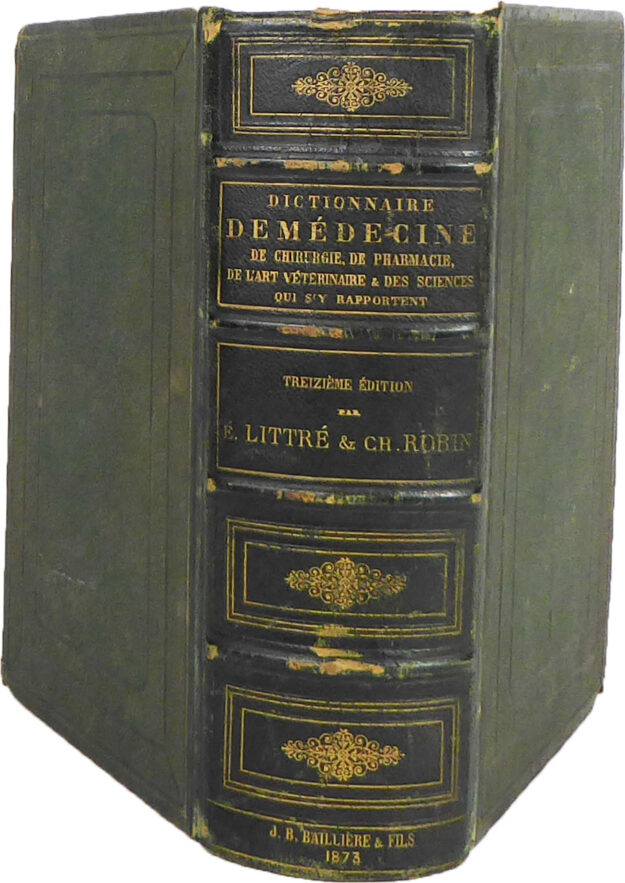 DICTIONNAIRE
DE MÉDECINE
DE CHIRURGIE, DE PHARMACIE,
DE L'ART VÉTÉRINAIRE & DES SCIENCES
QUI S'Y RAPPORTENT
TREIZIÈME ÉDITION
PAR
É. LITTRÉ & CH. ROBIN
J. B. BAILLIÈRE & FILS
1873